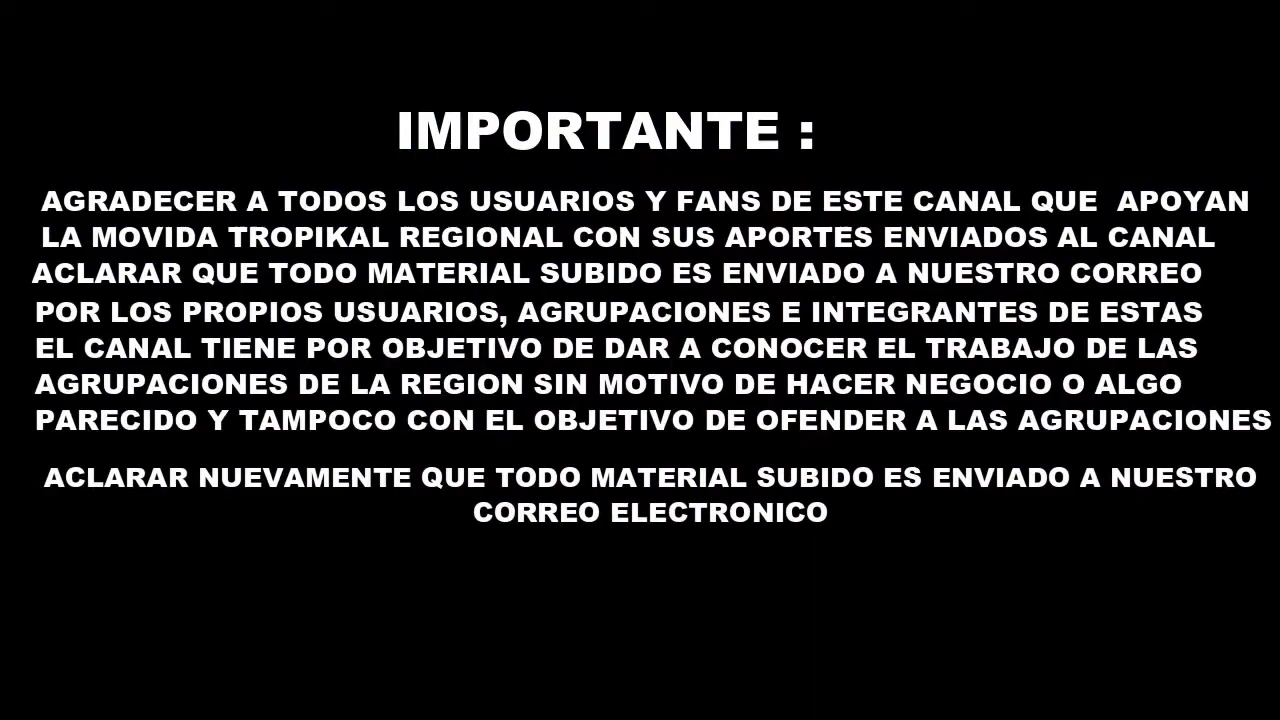 IMPORTANTE :
AGRADECER A TODOS LOS USUARIOS Y FANS DE ESTE CANAL QUE  APOYAN
LA MOVIDA TROPIKAL REGIONAL CON SUS APORTES ENVIADOS AL CANAL
ACLARAR QUE TODO MATERIAL SUBIDO ES ENVIADO A NUESTRO CORREO
POR LOS PROPIOS USUARIOS, AGRUPACIONES E INTEGRANTES DE ESTAS
EL CANAL TIENE POR OBJETIVO DE DAR A CONOCER EL TRABAJO DE LAS
AGRUPACIONES DE LA REGION SIN MOTIVO DE HACER NEGOCIO O ALGO
PARECIDO Y TAMPOCO CON EL OBJETIVO DE OFENDER A LAS AGRUPACIONES
ACLARAR NUEVAMENTE QUE TODO MATERIAL SUBIDO ES ENVIADO A NUESTRO
CORREO ELECTRONICO